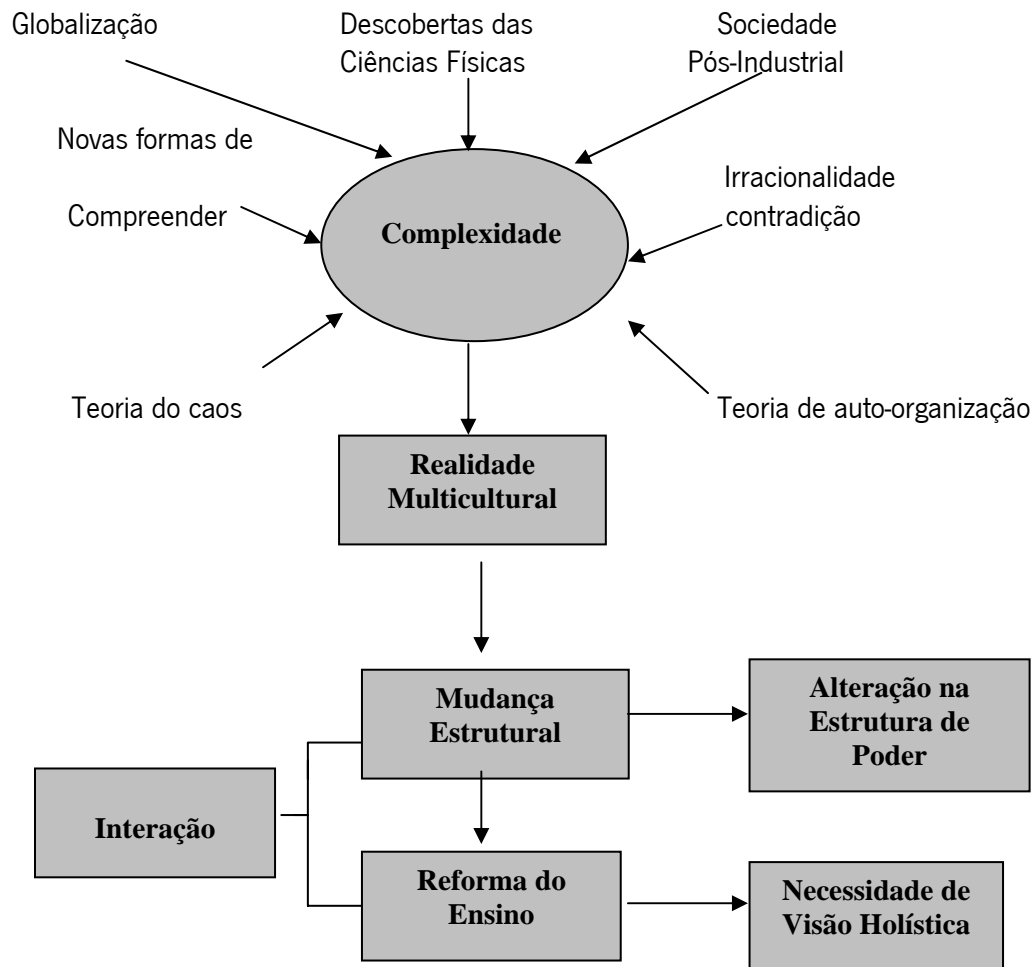 Globalização
Descobertas das
Ciências Físicas
Sociedade
Pós-Industrial
Novas formas de
Compreender
Irracionalidade
contradição
Complexidade
Teoria do caos
Teoria de auto-organização
Realidade
Multicultural
Mudança
Estrutural
Alteração na
Estrutura de
Poder
Interação
Reforma do
Ensino
Necessidade de
Visão Holística